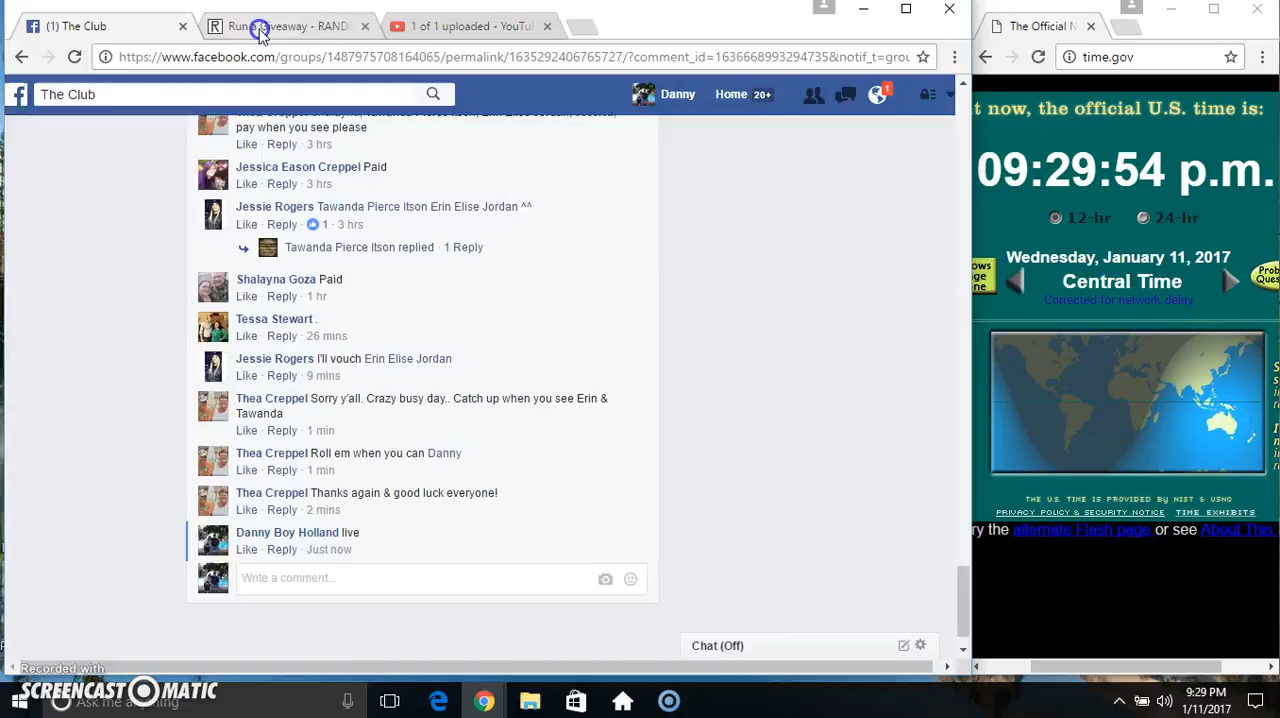 (1) The Club
Run a Giveaway - RAND
1 of 1 uploaded - YouTu
The Official N
https://www.facebook.com/groups/1487975708164065/permalink/1635292406765727/?comment_id=1636668993294735&notif_t=grou
time.gov
The Club
Danny
Home 20+
1
pay when you see please
Like · Reply · 3 hrs
Jessica Eason Creppel Paid
Like · Reply · 3 hrs
Jessie Rogers Tawanda Pierce Itson Erin Elise Jordan ^^
Like · Reply · 1 · 3 hrs
Tawanda Pierce Itson replied · 1 Reply
Shalayna Goza Paid
Like · Reply · 1 hr
Tessa Stewart .
Like · Reply · 26 mins
Jessie Rogers I'll vouch Erin Elise Jordan
Like · Reply · 9 mins
Thea Creppel Sorry y'all. Crazy busy day.. Catch up when you see Erin &
Tawanda
Like · Reply · 1 min
Thea Creppel Roll em when you can Danny
Like · Reply · 1 min
Thea Creppel Thanks again & good luck everyone!
Like · Reply · 2 mins
Danny Boy Holland live
Like · Reply · Just now
Write a comment...
Chat (Off)
t now, the official U.S. time is:
09:29:54 p.m.
12-hr 24-hr
Wednesday, January 11, 2017
Central Time
Corrected for network delay
ows
ge
ne
Prob
Ques
THE U.S. TIME IS PROVIDED BY NIST & USNO
PRIVACY POLICY & SECURITY NOTICE TIME EXHIBITS
ry the alternate Flash page or see About This
Recorded with
SCREENCAST O MATIC
Ask me anything
9:29 PM
1/11/2017